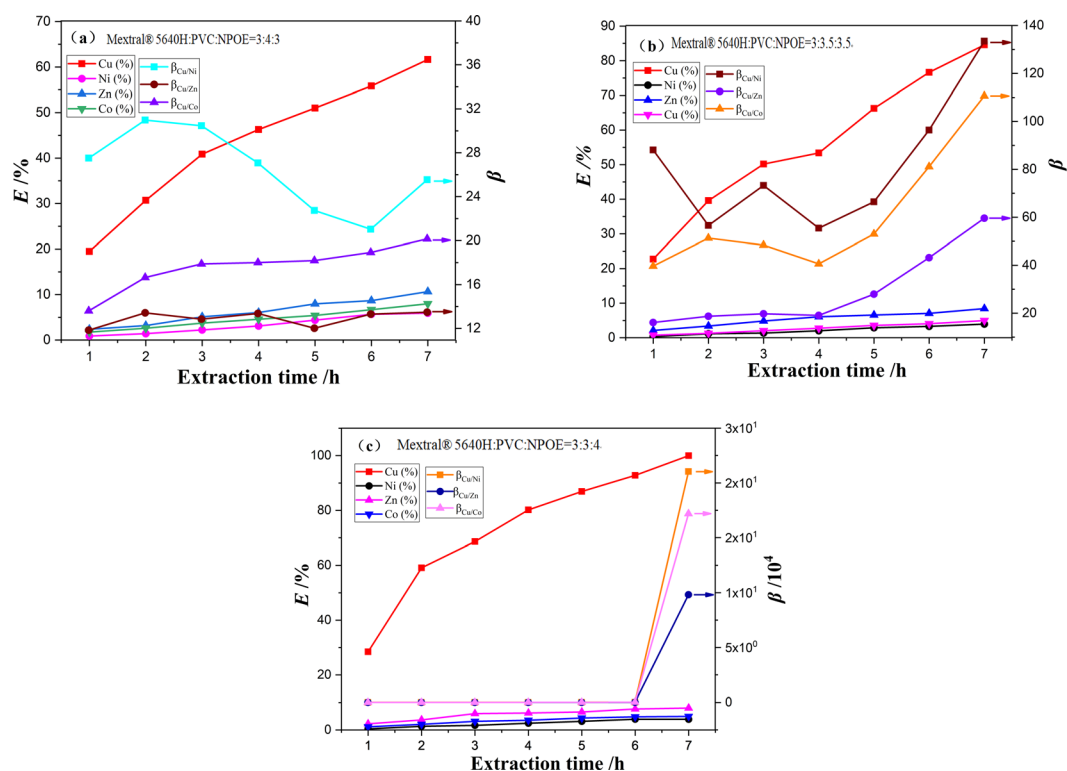 (a) Mextral® 5640H:PVC:NPOE=3:4:3
Cu (%)
Ni (%)
Zn (%)
Co (%)
βCu/Ni
βCu/Zn
βCu/Co
E /%
70
60
50
40
30
20
10
0
1 2 3 4 5 6 7
Extraction time /h
40
36
32
28
24
20
16
12
β
(b) Mextral® 5640H:PVC:NPOE=3:3.5:3.5
Cu (%)
Ni (%)
Zn (%)
Cu (%)
βCu/Ni
βCu/Zn
βCu/Co
E /%
90
80
70
60
50
40
30
20
10
0
1 2 3 4 5 6 7
Extraction time /h
140
120
100
80
60
40
20
β
(c) Mextral® 5640H:PVC:NPOE=3:3:4
Cu (%)
Ni (%)
Zn (%)
Co (%)
βCu/Ni
βCu/Zn
βCu/Co
E /%
100
80
60
40
20
0
1 2 3 4 5 6 7
Extraction time /h
3x10¹
2x10¹
2x10¹
1x10¹
5x10⁰
0
β /10⁴